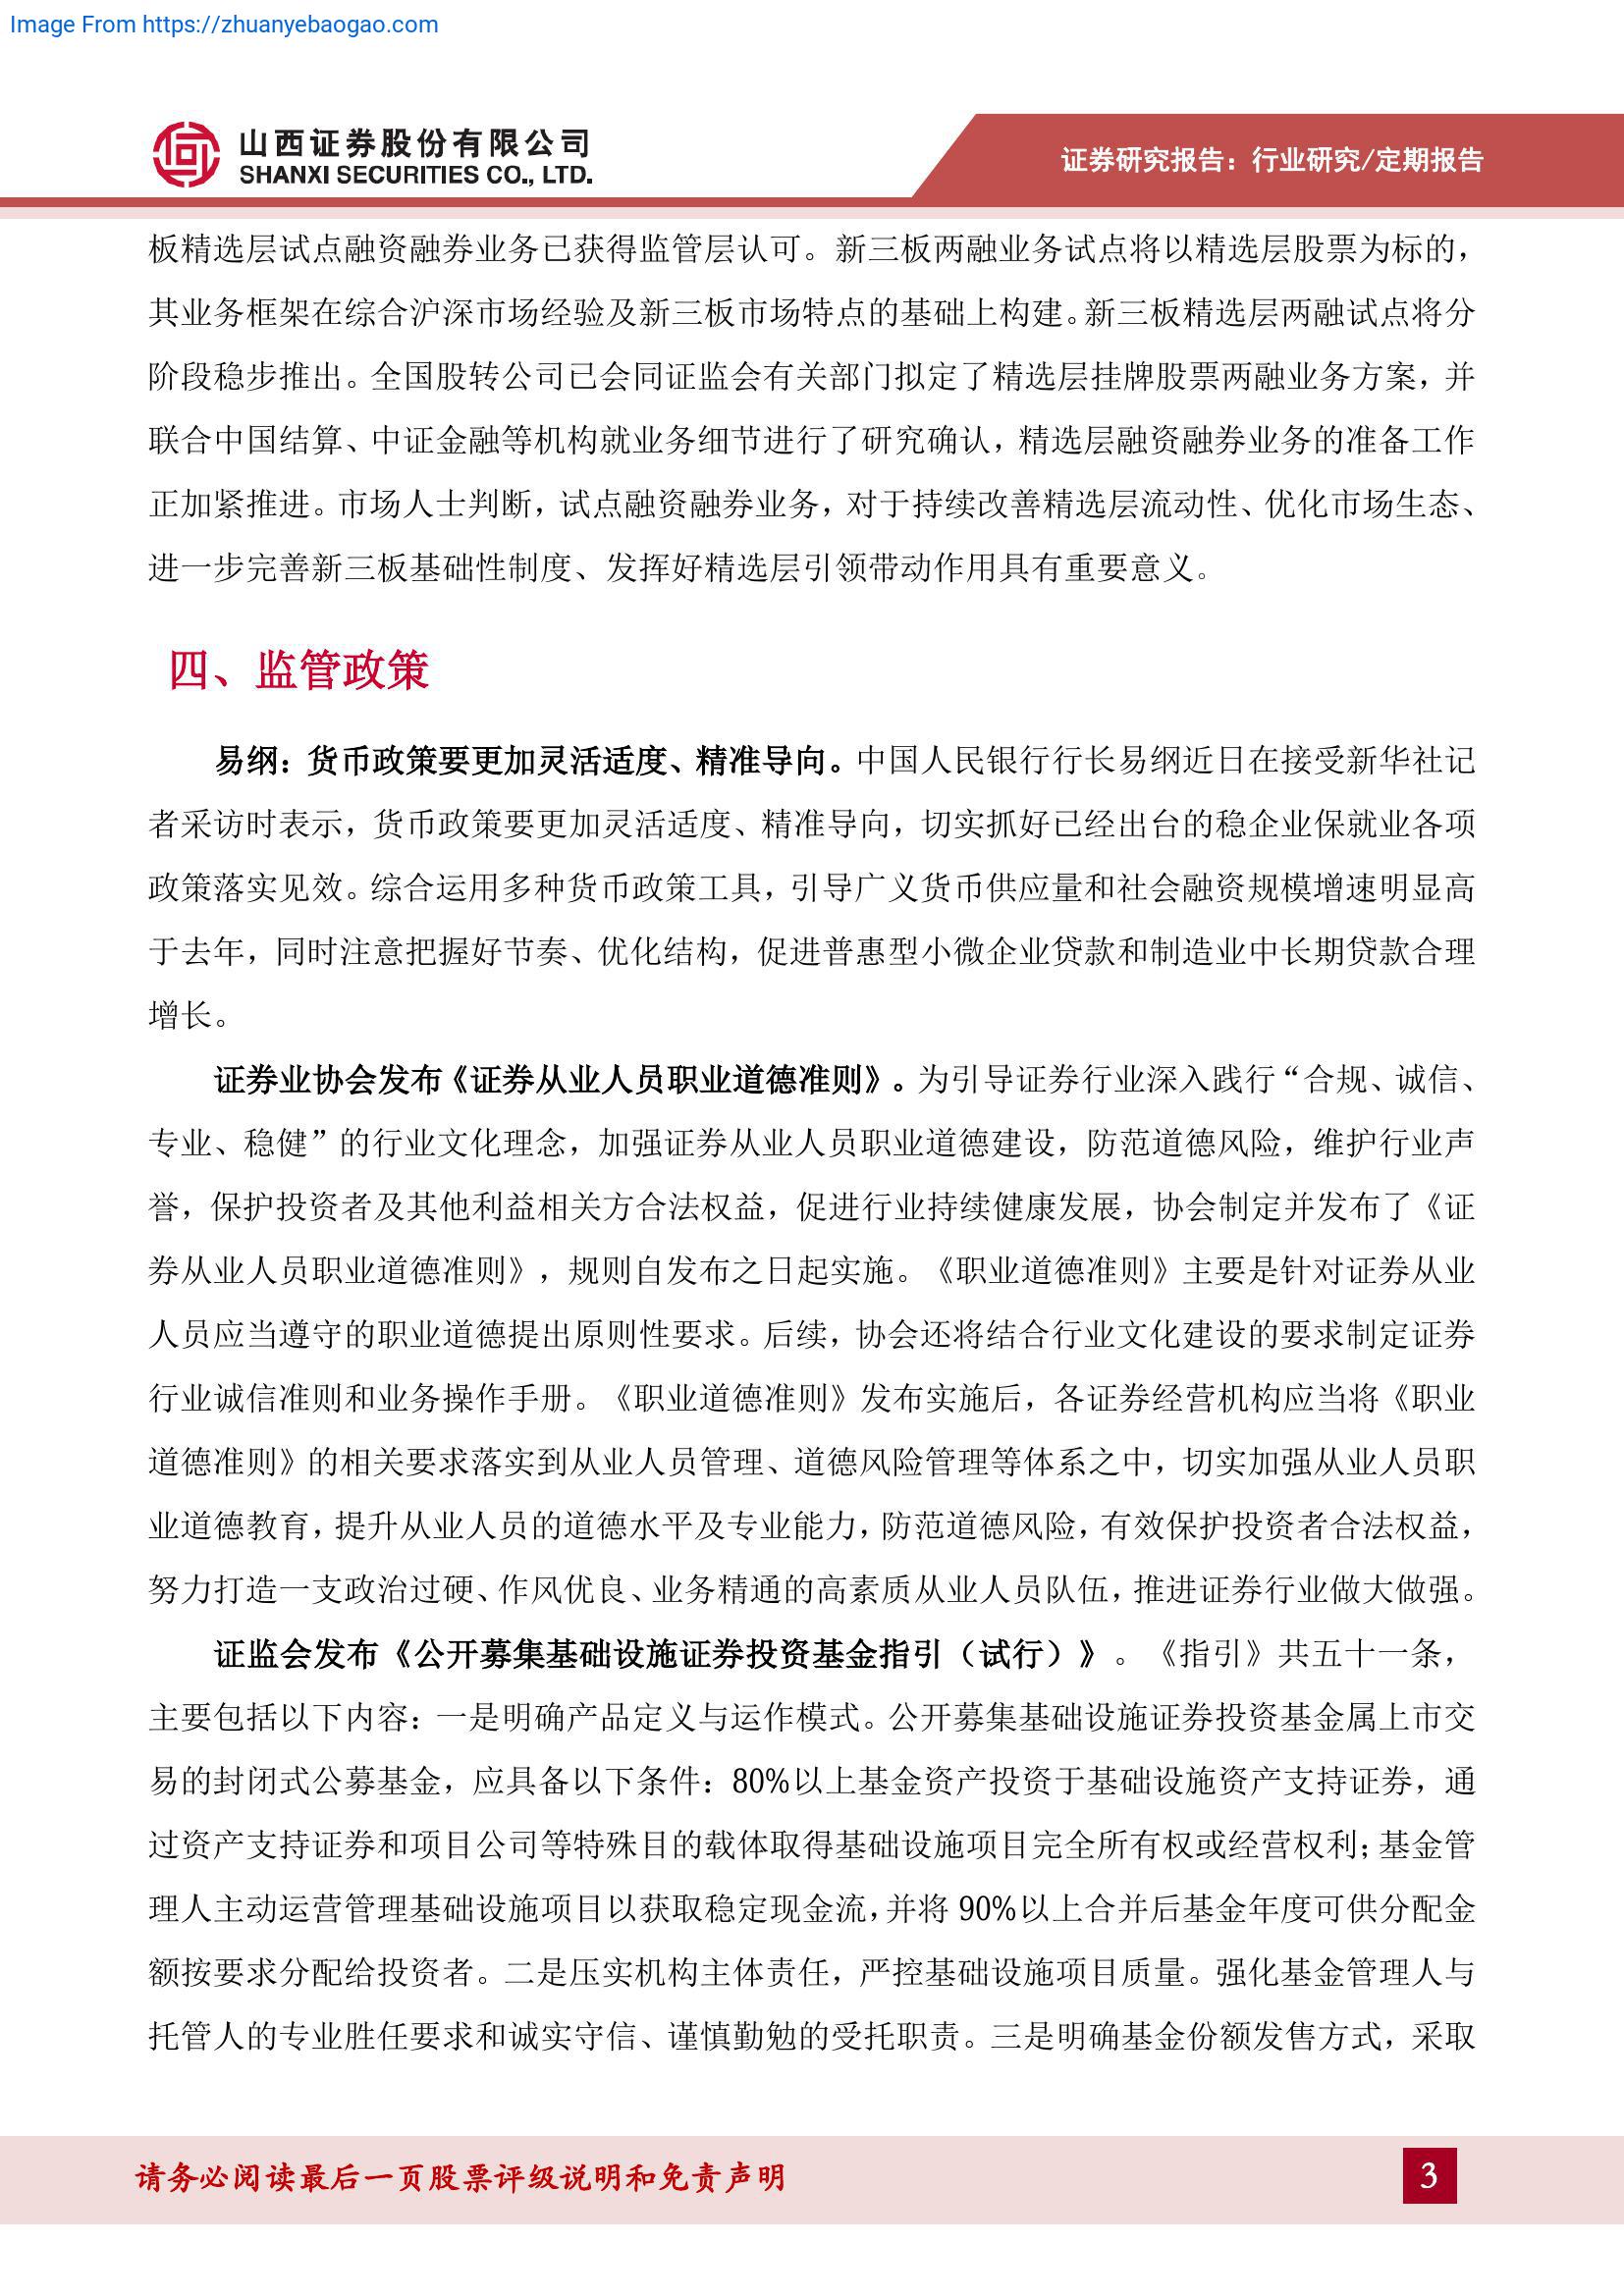 Image From https://zhuanyebaogao.com
山西证券股份有限公司
SHANXI SECURITIES CO., LTD.
证券研究报告：行业研究/定期报告
板精选层试点融资融券业务已获得监管层认可。新三板两融业务试点将以精选层股票为标的，
其业务框架在综合沪深市场经验及新三板市场特点的基础上构建。新三板精选层两融试点将分
阶段稳步推出。全国股转公司已会同证监会有关部门拟定了精选层挂牌股票两融业务方案，并
联合中国结算、中证金融等机构就业务细节进行了研究确认，精选层融资融券业务的准备工作
正加紧推进。市场人士判断，试点融资融券业务，对于持续改善精选层流动性、优化市场生态、
进一步完善新三板基础性制度、发挥好精选层引领带动作用具有重要意义。
四、监管政策
易纲：货币政策要更加灵活适度、精准导向。中国人民银行行长易纲近日在接受新华社记
者采访时表示，货币政策要更加灵活适度、精准导向，切实抓好已经出台的稳企业保就业各项
政策落实见效。综合运用多种货币政策工具，引导广义货币供应量和社会融资规模增速明显高
于去年，同时注意把握好节奏、优化结构，促进普惠型小微企业贷款和制造业中长期贷款合理
增长。
证券业协会发布《证券从业人员职业道德准则》。为引导证券行业深入践行“合规、诚信、
专业、稳健”的行业文化理念，加强证券从业人员职业道德建设，防范道德风险，维护行业声
誉，保护投资者及其他利益相关方合法权益，促进行业持续健康发展，协会制定并发布了《证
券从业人员职业道德准则》，规则自发布之日起实施。《职业道德准则》主要是针对证券从业
人员应当遵守的职业道德提出原则性要求。后续，协会还将结合行业文化建设的要求制定证券
行业诚信准则和业务操作手册。《职业道德准则》发布实施后，各证券经营机构应当将《职业
道德准则》的相关要求落实到从业人员管理、道德风险管理等体系之中，切实加强从业人员职
业道德教育，提升从业人员的道德水平及专业能力，防范道德风险，有效保护投资者合法权益，
努力打造一支政治过硬、作风优良、业务精通的高素质从业人员队伍，推进证券行业做大做强。
证监会发布《公开募集基础设施证券投资基金指引（试行）》。《指引》共五十一条，
主要包括以下内容：一是明确产品定义与运作模式。公开募集基础设施证券投资基金属上市交
易的封闭式公募基金，应具备以下条件：80%以上基金资产投资于基础设施资产支持证券，通
过资产支持证券和项目公司等特殊目的载体取得基础设施项目完全所有权或经营权利；基金管
理人主动运营管理基础设施项目以获取稳定现金流，并将 90%以上合并后基金年度可供分配金
额按要求分配给投资者。二是压实机构主体责任，严控基础设施项目质量。强化基金管理人与
托管人的专业胜任要求和诚实守信、谨慎勤勉的受托职责。三是明确基金份额发售方式，采取
请务必阅读最后一页股票评级说明和免责声明
3